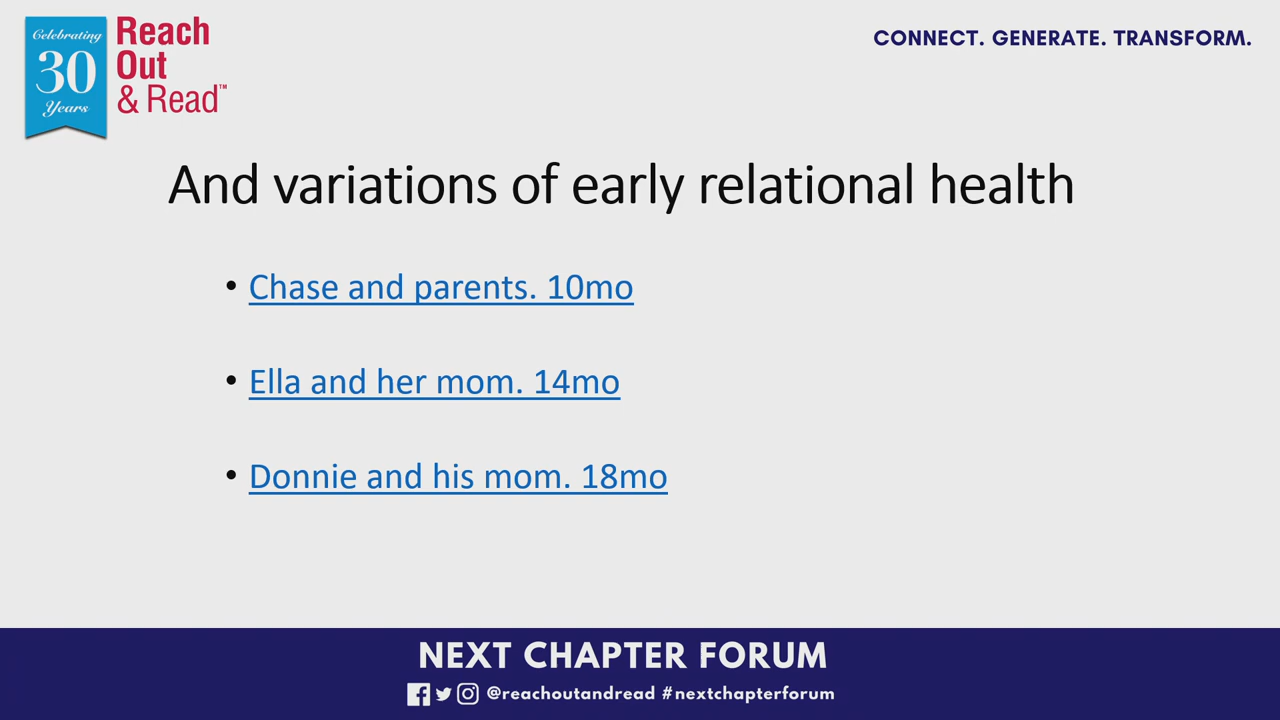 Celebrating
30
Years
Reach
Out
& Read™
CONNECT. GENERATE. TRANSFORM.
And variations of early relational health
• Chase and parents. 10mo
• Ella and her mom. 14mo
• Donnie and his mom. 18mo
NEXT CHAPTER FORUM
@reachoutandread #nextchapterforum